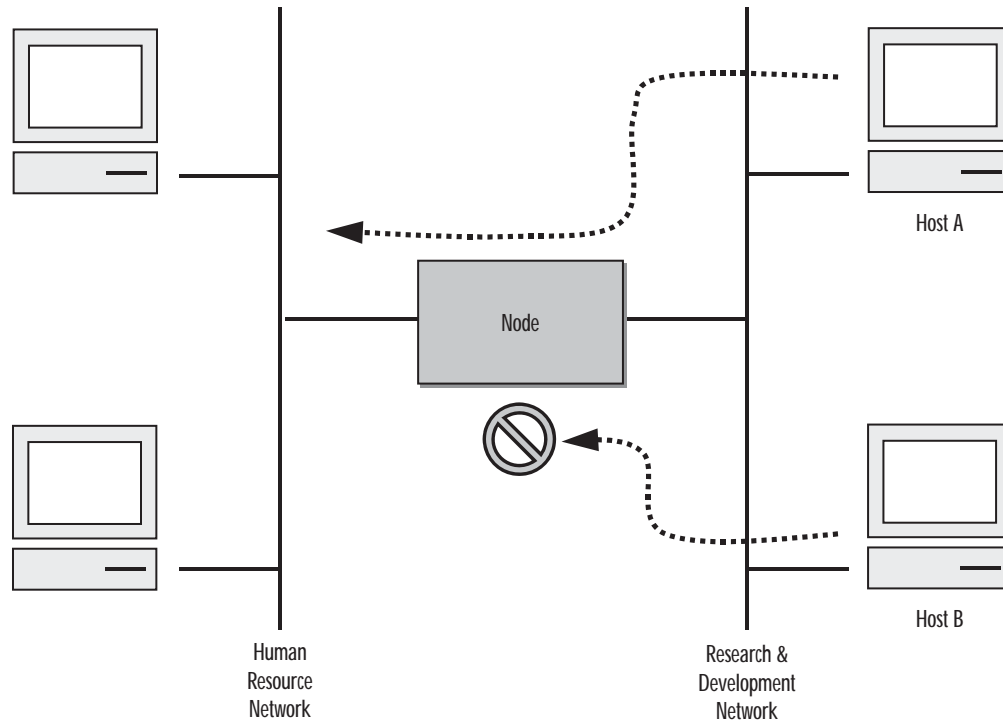 Host A
Node
Host B
Human
Resource
Network
Research &
Development
Network